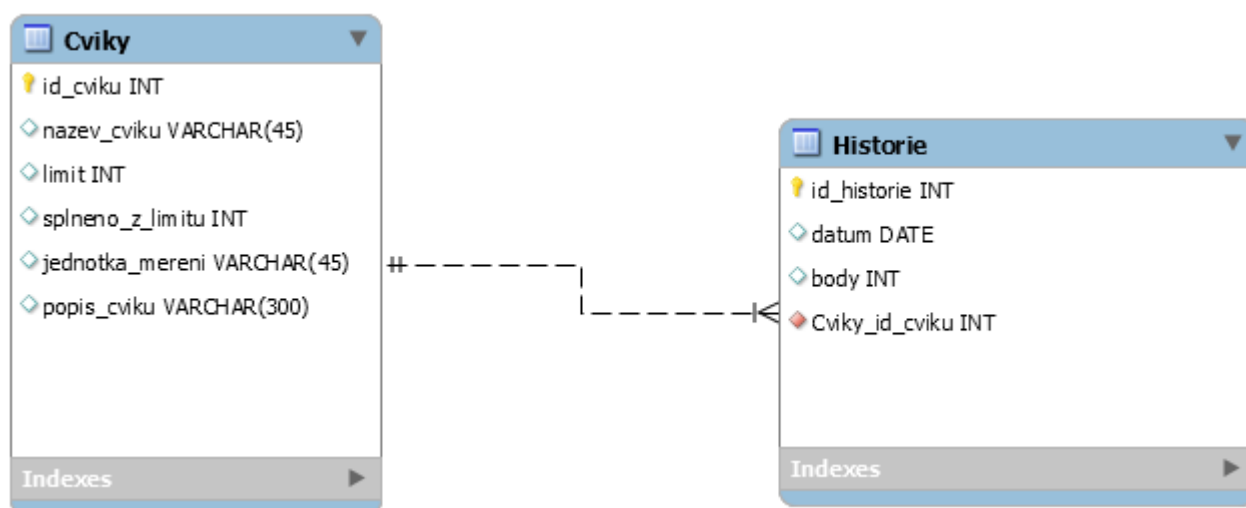 Cviky
id_cviku INT
nazev_cviku VARCHAR(45)
limit INT
splneno_z_limitu INT
jednotka_mereni VARCHAR(45)
popis_cviku VARCHAR(300)
Indexes
Historie
id_historie INT
datum DATE
body INT
Cviky_id_cviku INT
Indexes